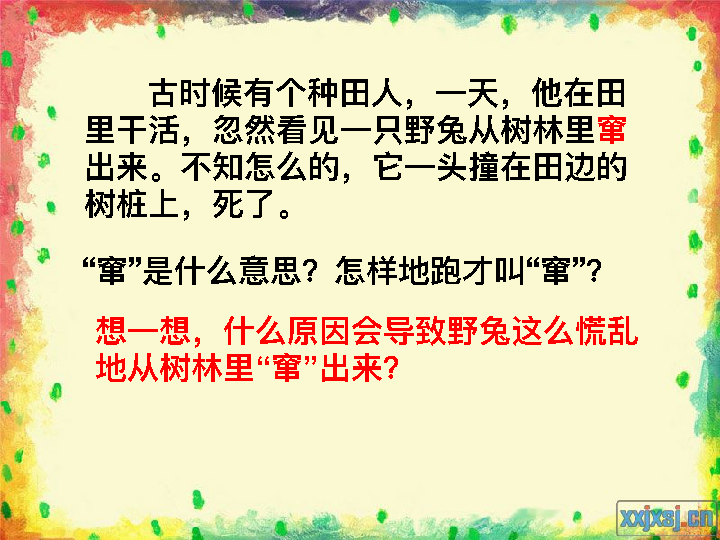 古时候有个种田人，一天，他在田
里干活，忽然看见一只野兔从树林里窜
出来。不知怎么的，它一头撞在田边的
树桩上，死了。
“窜”是什么意思？怎样地跑才叫“窜”？
想一想，什么原因会导致野兔这么慌乱
地从树林里“窜”出来？
xxjxsj.cn